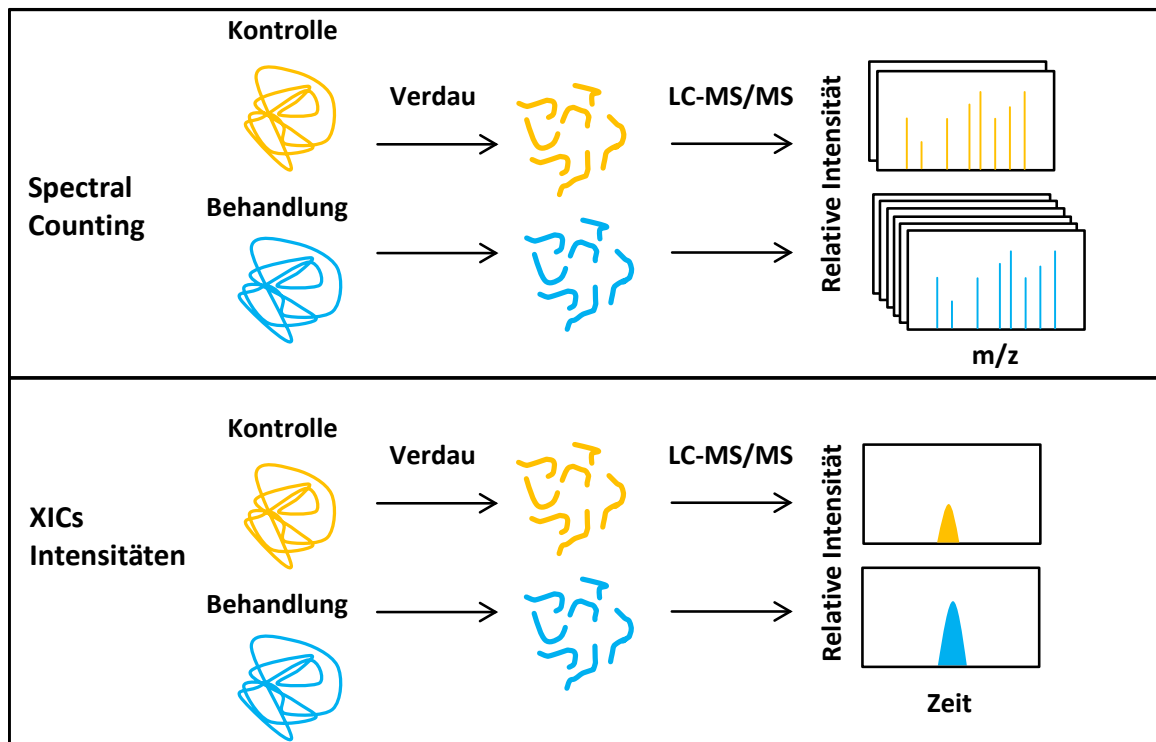 Kontrolle
Verdau
LC-MS/MS
Relative Intensität
Spectral
Counting
Behandlung
m/z
Kontrolle
Verdau
LC-MS/MS
Relative Intensität
XICs
Intensitäten
Behandlung
Zeit